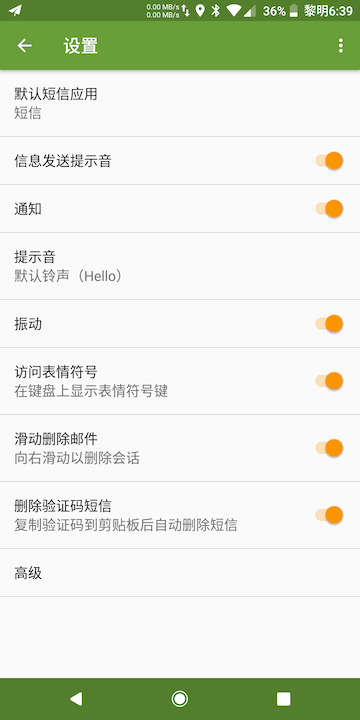 0.00 MB/s
0.00 MB/s
36%
黎明6:39
设置
默认短信应用
短信
信息发送提示音
通知
提示音
默认铃声（Hello）
振动
访问表情符号
在键盘上显示表情符号键
滑动删除邮件
向右滑动以删除会话
删除验证码短信
复制验证码到剪贴板后自动删除短信
高级